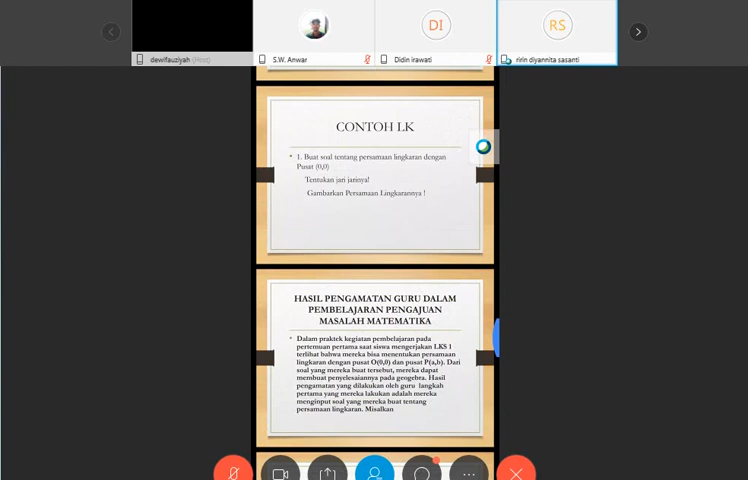 DI
RS
dewifauziyah (Host)
S.W. Anwar
Didin irawati
ririn diyannita sasanti
CONTOH LK
• 1. Buat soal tentang persamaan lingkaran dengan
Pusat (0,0)
Tentukan jari jarinya!
Gambarkan Persamaan Lingkarannya !
HASIL PENGAMATAN GURU DALAM
PEMBELAJARAN PENGAJUAN
MASALAH MATEMATIKA
• Dalam praktek kegiatan pembelajaran pada
pertemuan pertama saat siswa mengerjakan LKS 1
terlihat babwa mereka bisa menentukan persamaan
lingkaran dengan pusat O(0,0) dan pusat P(a,b). Dari
soal yang mereka buat tersebut, mereka dapat
membuat penyelesaiannya pada geogebra. Hasil
pengamatan yang dilakukan oleh guru langkah
pertama yang mereka lakukan adalah mereka
menginput soal yang mereka buat tentang
persamaan lingkaran. Misalkan